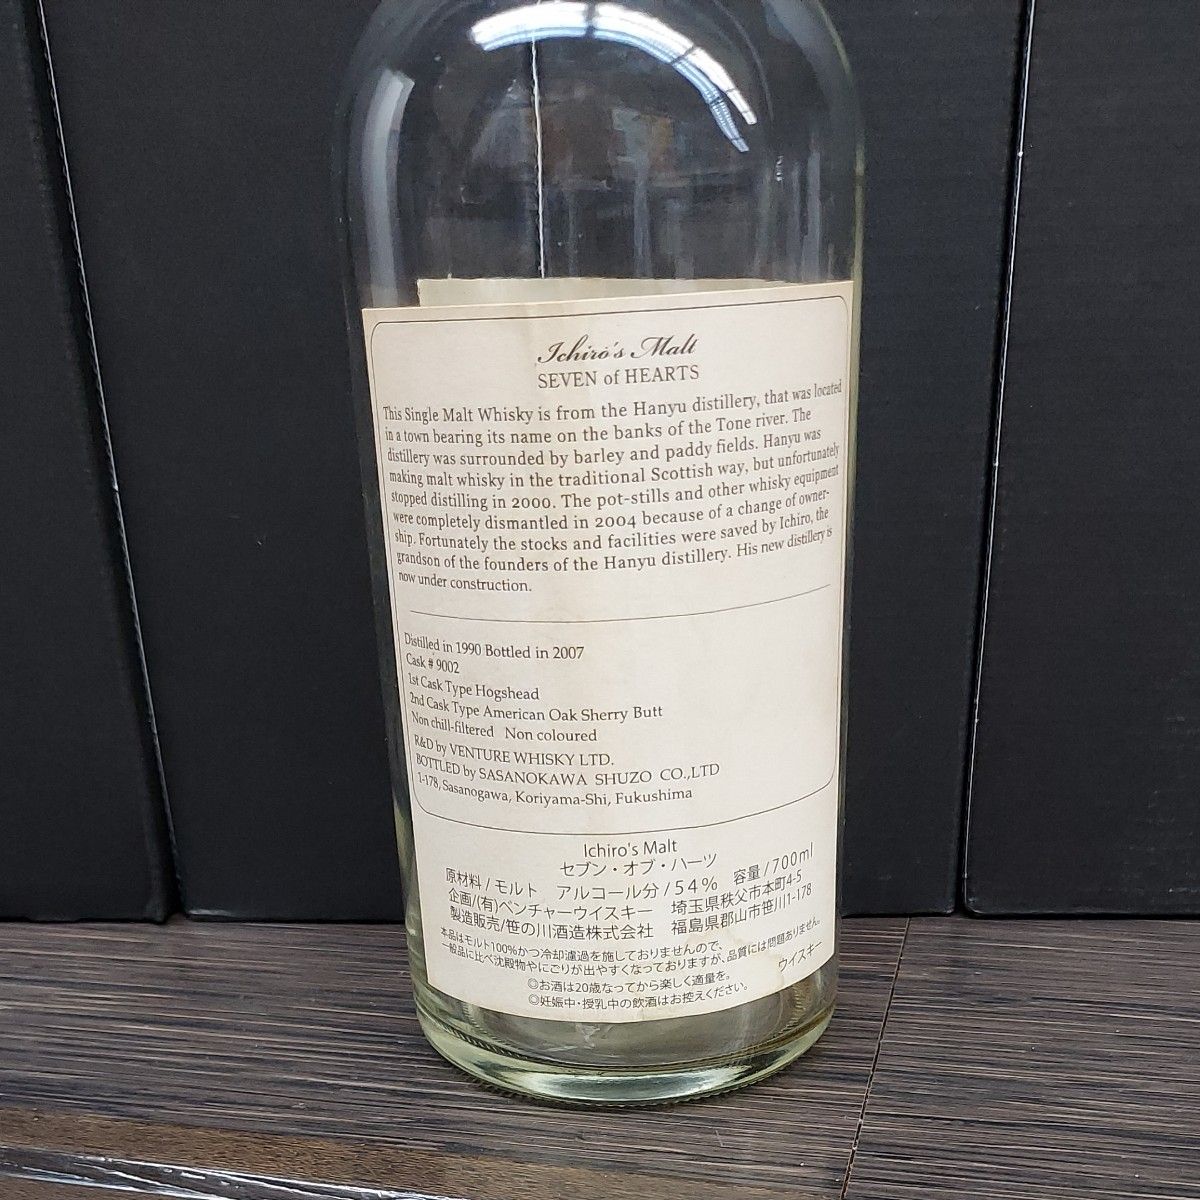 Ichiro's Malt
SEVEN of HEARTS
This Single Malt Whisky is from the Hanyu distillery, that was located
in a town bearing its name on the banks of the Tone river. The
distillery was surrounded by barley and paddy fields. Hanyu was
making malt whisky in the traditional Scottish way, but unfortunately
stopped distilling in 2000. The pot-stills and other whisky equipment
were completely dismantled in 2004 because of a change of owner-
ship. Fortunately the stocks and facilities were saved by Ichiro, the
grandson of the founders of the Hanyu distillery. His new distillery is
now under construction.
Distilled in 1990 Bottled in 2007
Cask # 9002
1st Cask Type Hogshead
2nd Cask Type American Oak Sherry Butt
Non chill-filtered Non coloured
R&D by VENTURE WHISKY LTD.
BOTTLED by SASANOKAWA SHUZO CO.,LTD
1-178, Sasanogawa, Koriyama-Shi, Fukushima
Ichiro's Malt
セブン・オブ・ハーツ
原材料/モルト アルコール分/54% 容量/700ml
企画/(有)ベンチャーウイスキー 埼玉県秩父市本町4-5
製造販売/笹の川酒造株式会社 福島県郡山市笹川1-178
本品はモルト100%かつ冷却濾過を施しておりませんので、
一般品に比べ沈殿物やにごりが出やすくなっておりますが、品質には問題ありません。
◎お酒は20歳なってから楽しく適量を。
ウイスキー
◎妊娠中・授乳中の飲酒はお控えください。